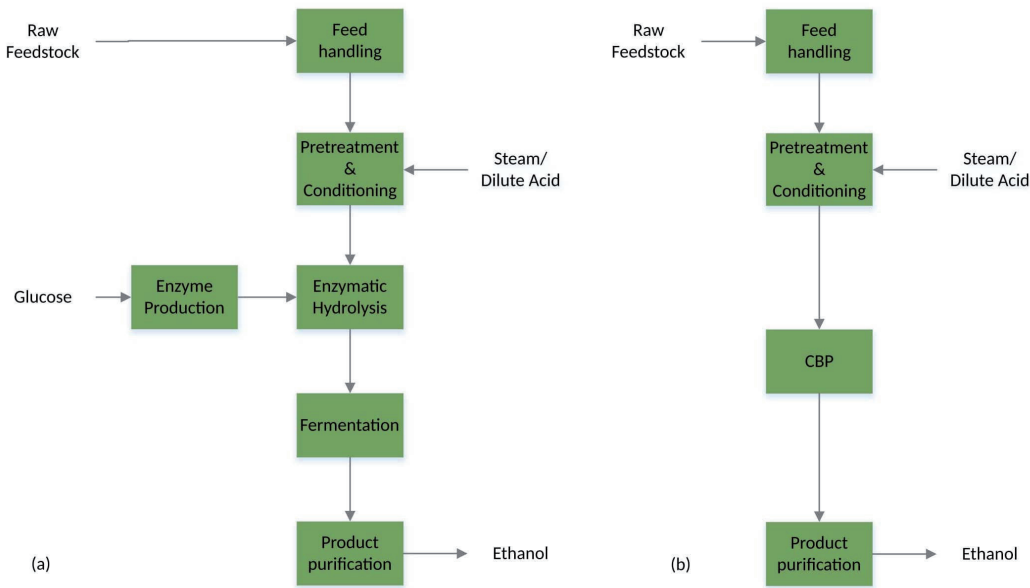 Raw
Feedstock
Feed
handling
Pretreatment
&
Conditioning
Steam/
Dilute Acid
Glucose
Enzyme
Production
Enzymatic
Hydrolysis
Fermentation
Product
purification
Ethanol
(a)
Raw
Feedstock
Feed
handling
Pretreatment
&
Conditioning
Steam/
Dilute Acid
CBP
Product
purification
Ethanol
(b)